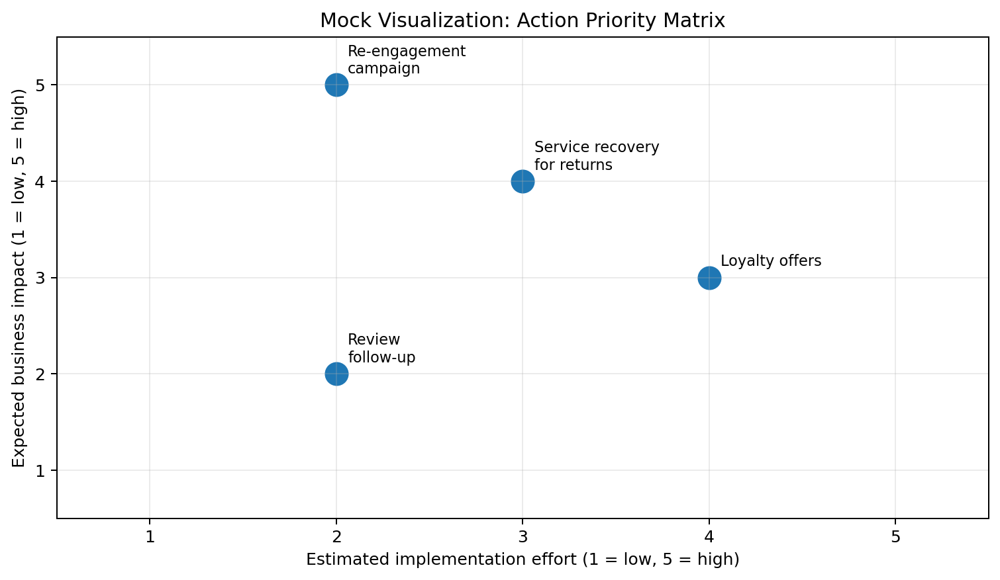 Mock Visualization: Action Priority Matrix
Expected business impact (1 = low, 5 = high)
5
4
3
2
1
Re-engagement
campaign
Service recovery
for returns
Loyalty offers
Review
follow-up
1
2
3
4
5
Estimated implementation effort (1 = low, 5 = high)